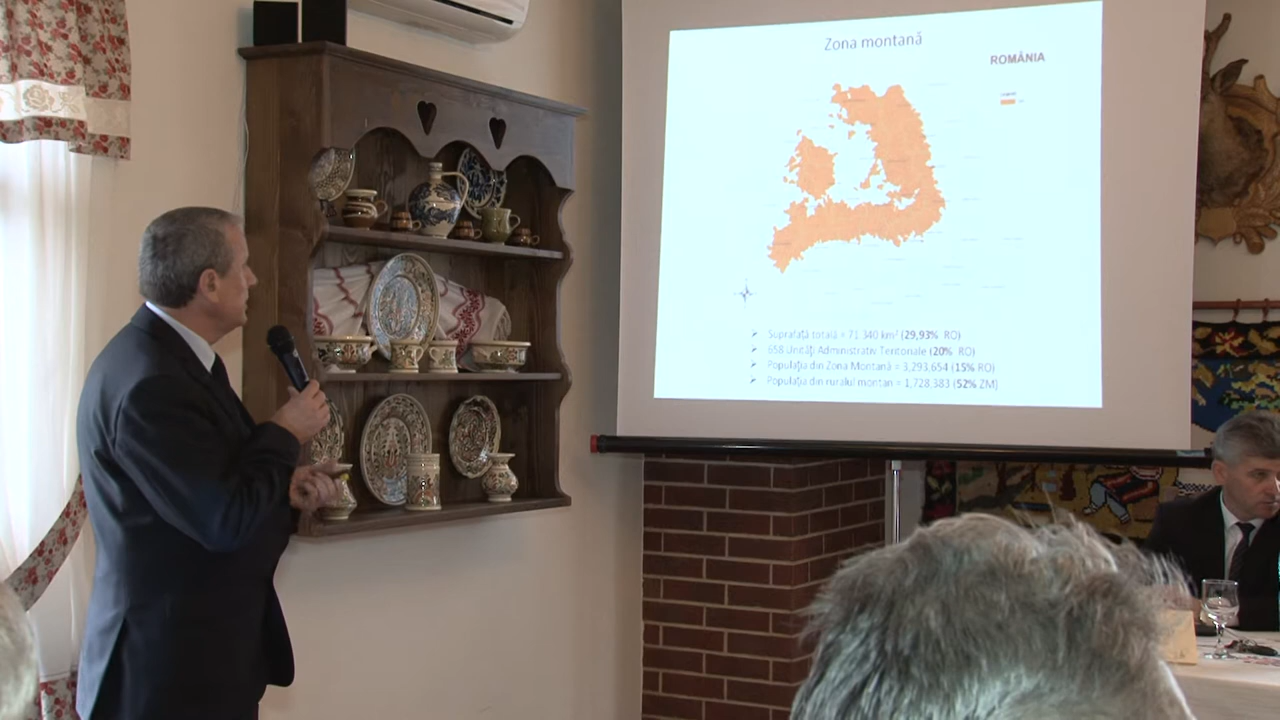 Zona montană
ROMÂNIA
Suprafață totală = 71 340 km² (29,93% RO)
658 Unități Administrativ Teritoriale (20% RO)
Populația din Zona Montană = 3,293,654 (15% RO)
Populația din ruralul montan = 1,728,383 (52% ZM)